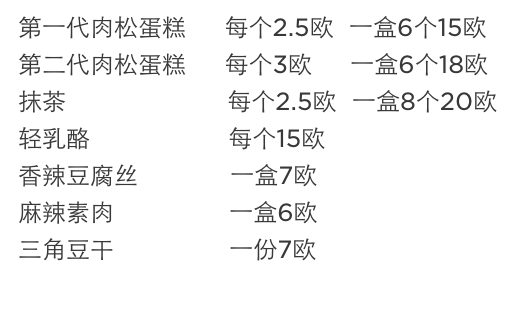 第一代肉松蛋糕 每个2.5欧 一盒6个15欧
第二代肉松蛋糕 每个3欧 一盒6个18欧
抹茶 每个2.5欧 一盒8个20欧
轻乳酪 每个15欧
香辣豆腐丝 一盒7欧
麻辣素肉 一盒6欧
三角豆干 一份7欧